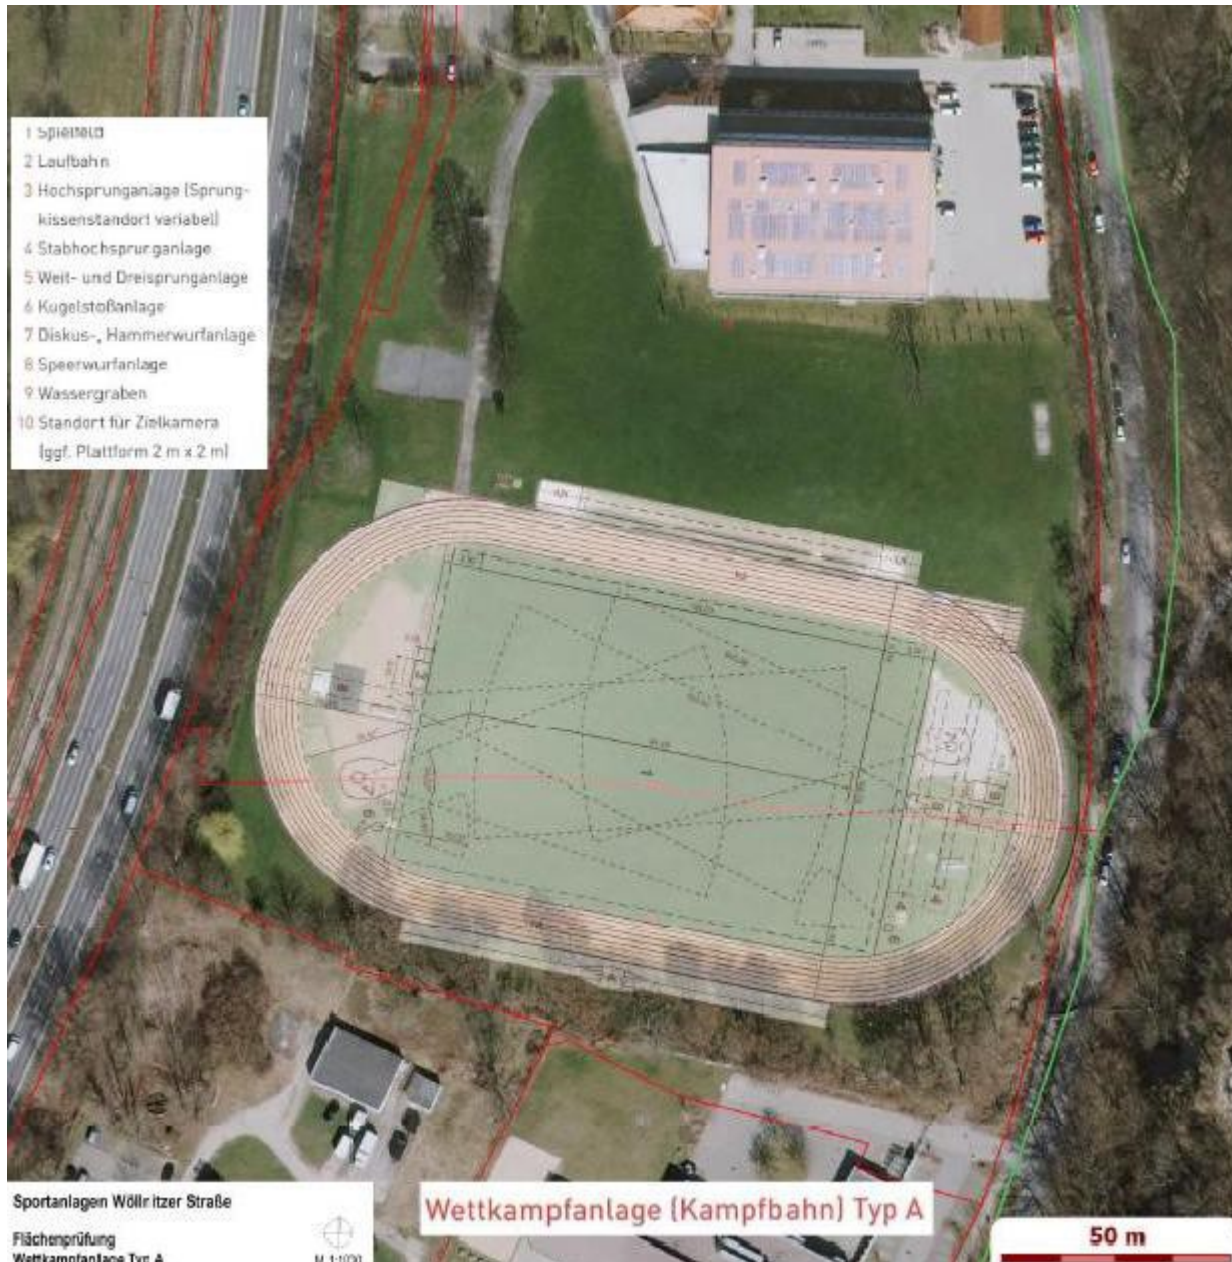 1 Spielfeld
2 Laufbahn
3 Hochsprunganlage (Sprung-
kissenstandort variabel)
4 Stabhochsprunganlage
5 Weit- und Dreisprunganlage
6 Kugelstoßanlage
7 Diskus-, Hammerwurfanlage
8 Speerwurfanlage
9 Wassergraben
10 Standort für Zielkamera
(ggf. Plattform 2 m x 2 m)
Sportanlagen Wöllritzer Straße
Flächenprüfung
Wettkampfanlage Typ A
Wettkampfanlage (Kampfbahn) Typ A
50 m